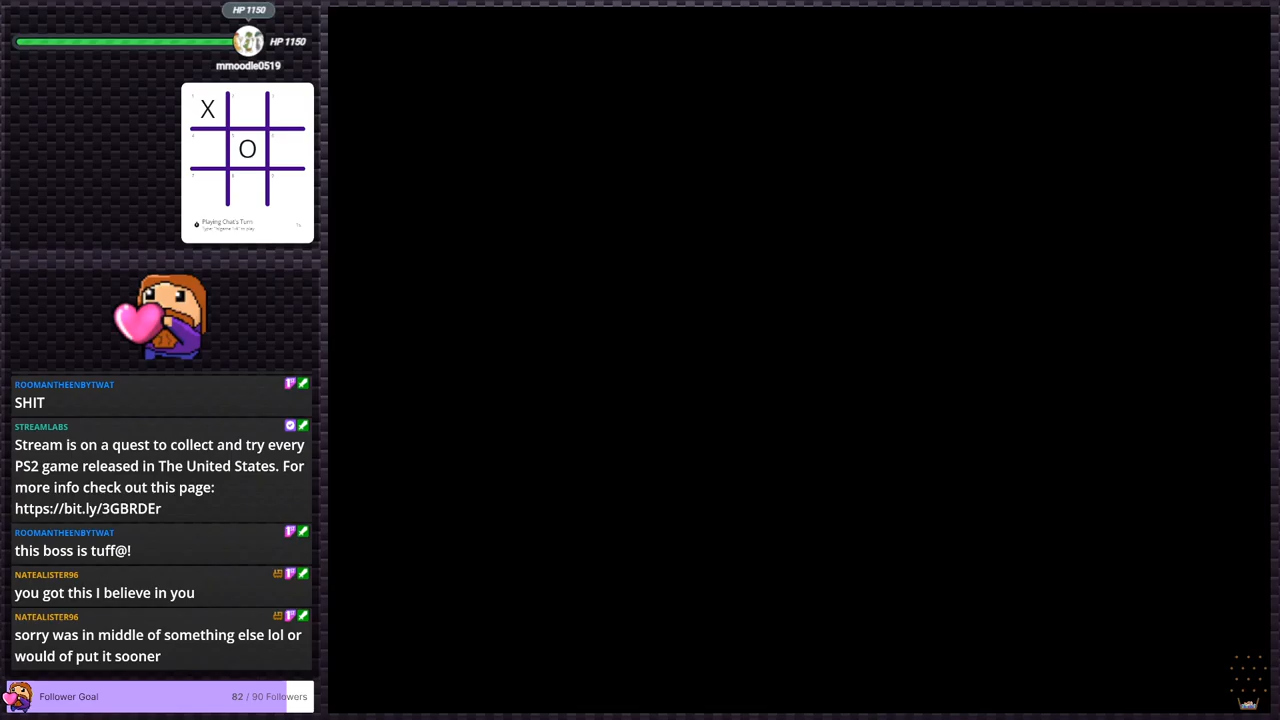 HP 1150
HP 1150
mmoodle0519
X
O
Playing Chat's Turn
ROOMANTHEENBYTWAT
SHIT
STREAMLABS
Stream is on a quest to collect and try every
PS2 game released in The United States. For
more info check out this page:
https://bit.ly/3GBRDEr
ROOMANTHEENBYTWAT
this boss is tuff@!
NATEALISTER96
you got this I believe in you
NATEALISTER96
sorry was in middle of something else lol or
would of put it sooner
Follower Goal
82 / 90 Followers